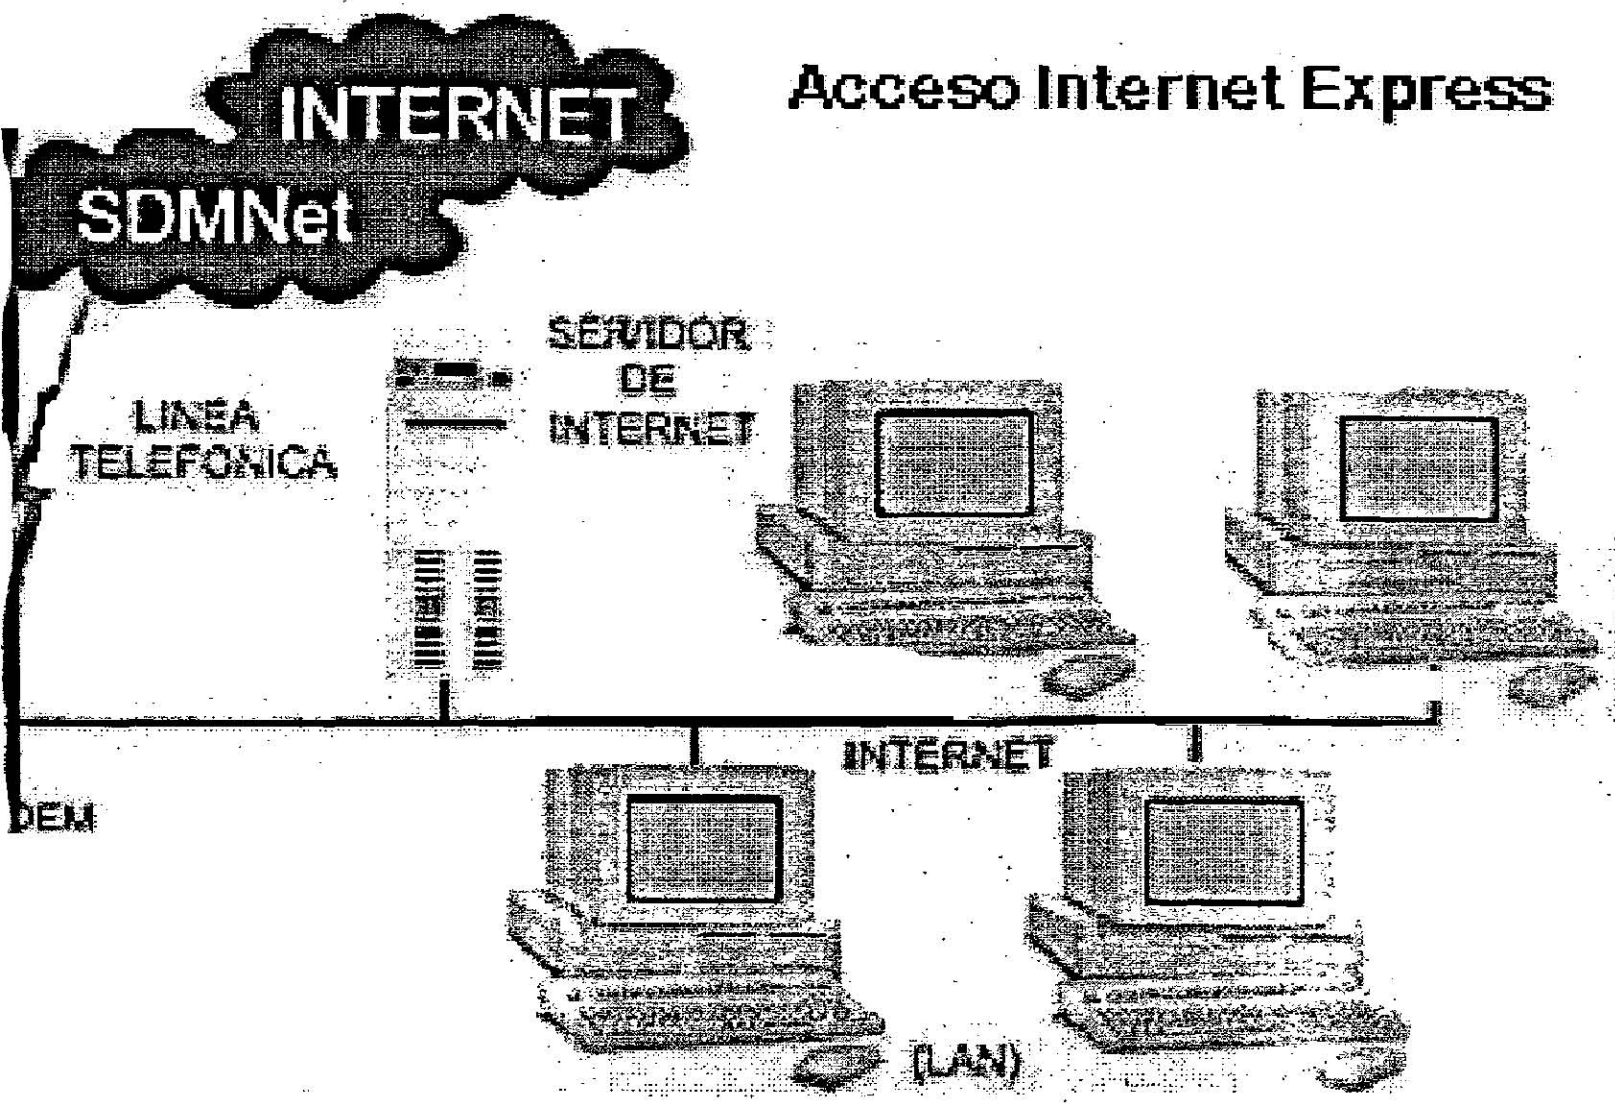 INTERNET
Acceso Internet Express
SDMNet
SERVIDOR
DE
INTERNET
LINEA
TELEFONICA
INTERNET
DEM
(LAN)